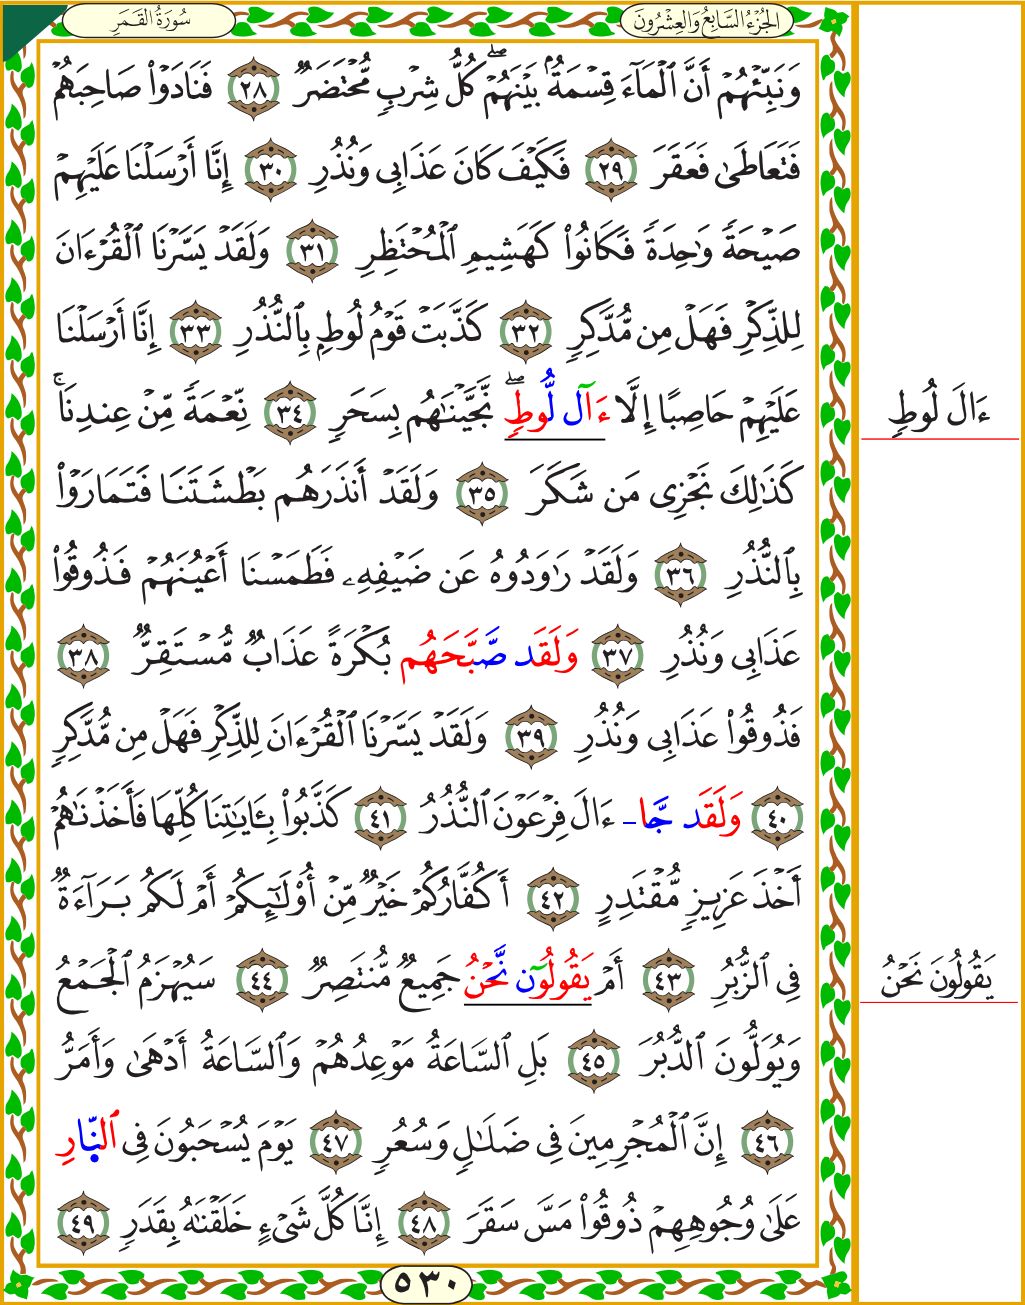 سُورَةُ القَمَرِ
الجُزْءُ السَّابِعُ وَالعِشْرُونَ
وَنَبِّئْهُمْ أَنَّ ٱلْمَآءَ قِسْمَةٌۢ بَيْنَهُمْ ۖ كُلُّ شِرْبٍ مُّحْتَضَرٌ ٢٨ فَنَادَوْا۟ صَاحِبَهُمْ
فَتَعَاطَىٰ فَعَقَرَ ٢٩ فَكَيْفَ كَانَ عَذَابِى وَنُذُرِ ٣٠ إِنَّا أَرْسَلْنَا عَلَيْهِمْ
صَيْحَةً وَٰحِدَةً فَكَانُوا۟ كَهَشِيمِ ٱلْمُحْتَظِرِ ٣١ وَلَقَدْ يَسَّرْنَا ٱلْقُرْءَانَ
لِلذِّكْرِ فَهَلْ مِن مُّدَّكِرٍ ٣٢ كَذَّبَتْ قَوْمُ لُوطٍۭ بِٱلنُّذُرِ ٣٣ إِنَّا أَرْسَلْنَا
عَلَيْهِمْ حَاصِبًا إِلَّا ءَآل لُّوطٍ ۖ نَّجَّيْنَٰهُم بِسَحَرٍ ٣٤ نِّعْمَةً مِّنْ عِندِنَا ۚ
كَذَٰلِكَ نَجْزِى مَن شَكَرَ ٣٥ وَلَقَدْ أَنذَرَهُم بَطْشَتَنَا فَتَمَارَوْا۟
بِٱلنُّذُرِ ٣٦ وَلَقَدْ رَٰوَدُوهُ عَن ضَيْفِهِۦ فَطَمَسْنَا أَعْيُنَهُمْ فَذُوقُوا۟
عَذَابِى وَنُذُرِ ٣٧ وَلَقَد صَّبَّحَهُم بُكْرَةً عَذَابٌ مُّسْتَقِرٌّ ٣٨
فَذُوقُوا۟ عَذَابِى وَنُذُرِ ٣٩ وَلَقَدْ يَسَّرْنَا ٱلْقُرْءَانَ لِلذِّكْرِ فَهَلْ مِن مُّدَّكِرٍ
٤٠ وَلَقَد جَّا- ءَالَ فِرْعَوْنَ ٱلنُّذُرُ ٤١ كَذَّبُوا۟ بِـَٔايَٰتِنَا كُلِّهَا فَأَخَذْنَٰهُمْ
أَخْذَ عَزِيزٍ مُّقْتَدِرٍ ٤٢ أَكُفَّارُكُمْ خَيْرٌ مِّنْ أُو۟لَٰٓئِكُمْ أَمْ لَكُم بَرَآءَةٌ
فِى ٱلزُّبُرِ ٤٣ أَمْ يَقُولُوٓن نَّحْنُ جَمِيعٌ مُّنتَصِرٌ ٤٤ سَيُهْزَمُ ٱلْجَمْعُ
وَيُوَلُّونَ ٱلدُّبُرَ ٤٥ بَلِ ٱلسَّاعَةُ مَوْعِدُهُمْ وَٱلسَّاعَةُ أَدْهَىٰ وَأَمَرُّ
٤٦ إِنَّ ٱلْمُجْرِمِينَ فِى ضَلَٰلٍ وَسُعُرٍ ٤٧ يَوْمَ يُسْحَبُونَ فِى ٱلنَّارِ
عَلَىٰ وُجُوهِهِمْ ذُوقُوا۟ مَسَّ سَقَرَ ٤٨ إِنَّا كُلَّ شَىْءٍ خَلَقْنَٰهُ بِقَدَرٍ ٤٩
٥٣٠
ءَالَ لُوطٍ
يَقُولُونَ نَحْنُ